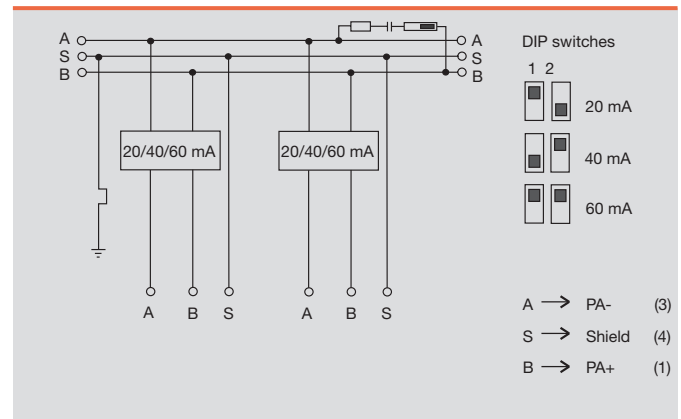 A A DIP switches
S S
B B 1 2
20 mA
20/40/60 mA 20/40/60 mA 40 mA
60 mA
A B S A B S
A → PA- (3)
S → Shield (4)
B → PA+ (1)